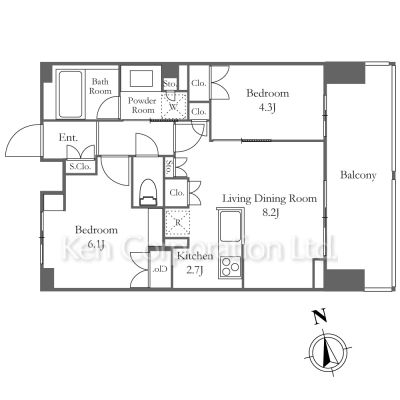 Bath
Room
Sto.
Clo.
Bedroom
4.3J
Powder
Room
W
Clo.
Ent.
S.Clo.
Sto.
Clo.
Living Dining Room
8.2J
Balcony
Bedroom
6.1J
R
Kitchen
2.7J
Clo.
Ken Corporation Ltd.
N